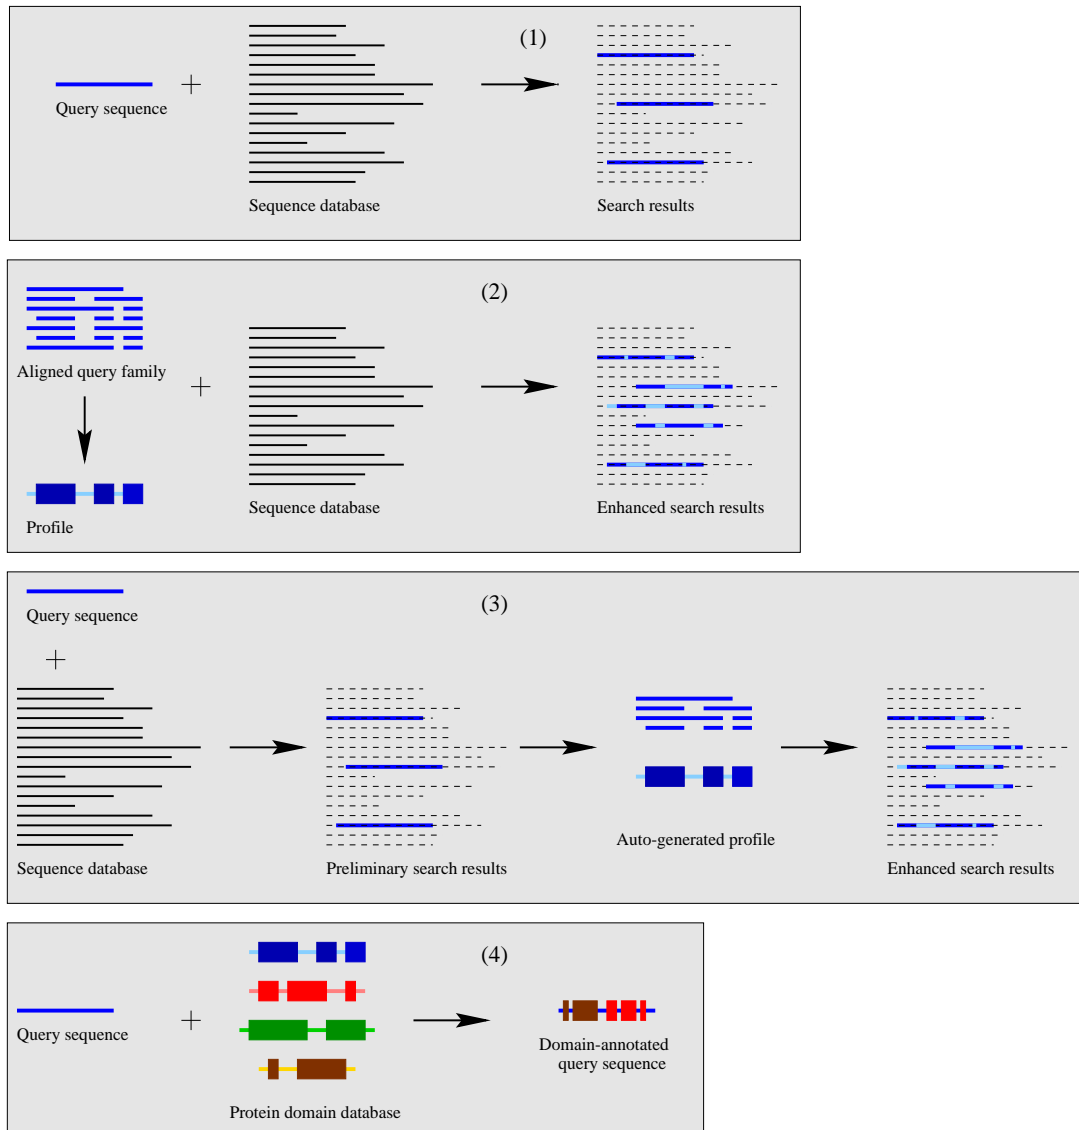 (1)
+
Query sequence
Sequence database
Search results
(2)
Aligned query family
+
Profile
Sequence database
Enhanced search results
(3)
Query sequence
+
Sequence database
Preliminary search results
Auto-generated profile
Enhanced search results
(4)
+
Query sequence
Protein domain database
Domain-annotated
query sequence